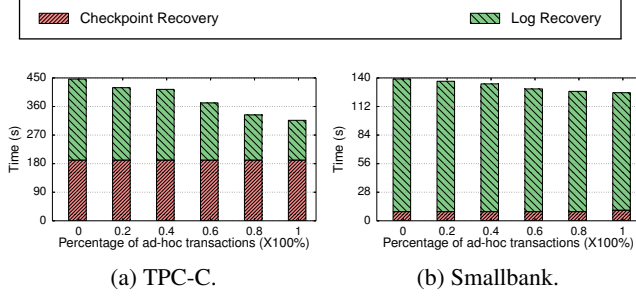 Checkpoint Recovery Log Recovery
450
360
270
180
90
0
Time (s)
0 0.2 0.4 0.6 0.8 1
Percentage of ad-hoc transactions (X100%)
(a) TPC-C.
140
112
84
56
28
0
Time (s)
0 0.2 0.4 0.6 0.8 1
Percentage of ad-hoc transactions (X100%)
(b) Smallbank.